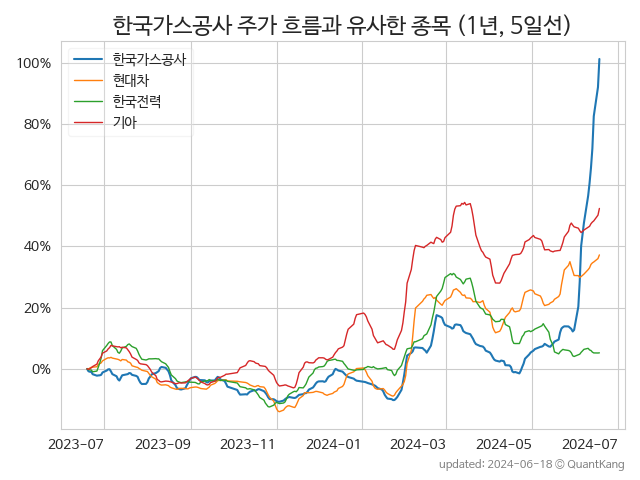 한국가스공사 주가 흐름과 유사한 종목 (1년, 5일선)
한국가스공사
현대차
한국전력
기아
100%
80%
60%
40%
20%
0%
2023-07 2023-09 2023-11 2024-01 2024-03 2024-05 2024-07
updated: 2024-06-18 © QuantKang